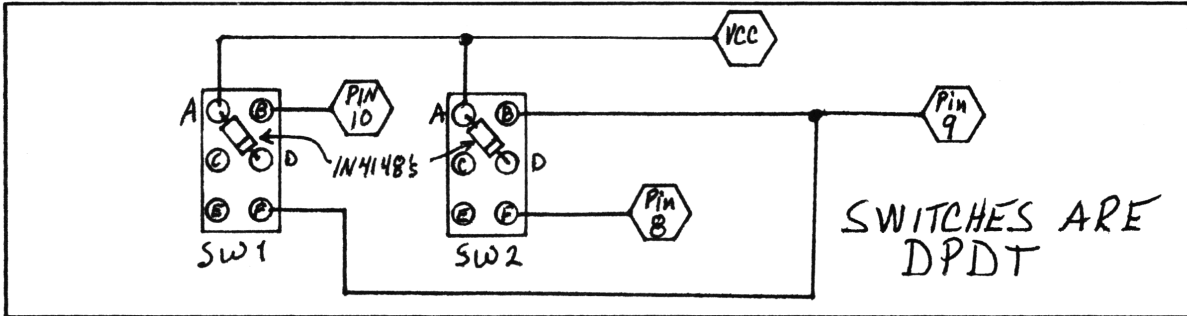 VCC
A
B
PIN
10
C
D
E
F
SW1
1N4148's
A
B
C
D
E
F
SW2
Pin
9
Pin
8
SWITCHES ARE
DPDT